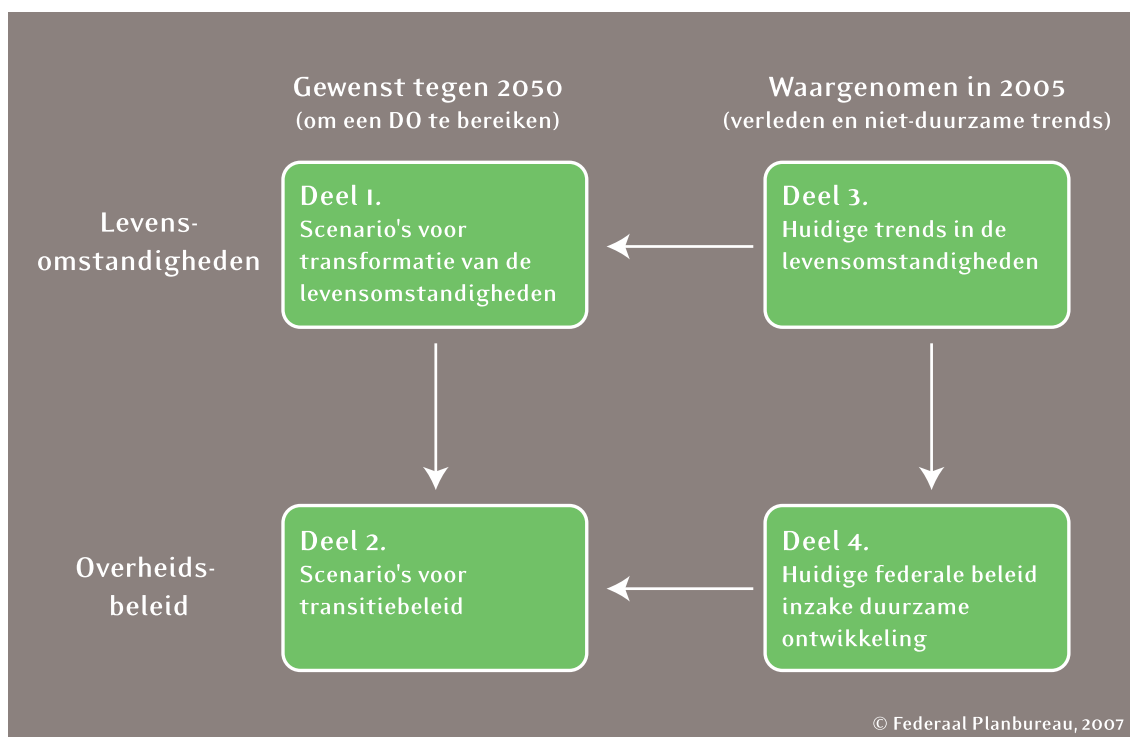 Gewenst tegen 2050
(om een DO te bereiken)
Waargenomen in 2005
(verleden en niet-duurzame trends)
Levens-
omstandigheden
Deel 1.
Scenario's voor
transformatie van de
levensomstandigheden
Deel 3.
Huidige trends in de
levensomstandigheden
Overheids-
beleid
Deel 2.
Scenario's voor
transitiebeleid
Deel 4.
Huidige federale beleid
inzake duurzame
ontwikkeling
© Federaal Planbureau, 2007